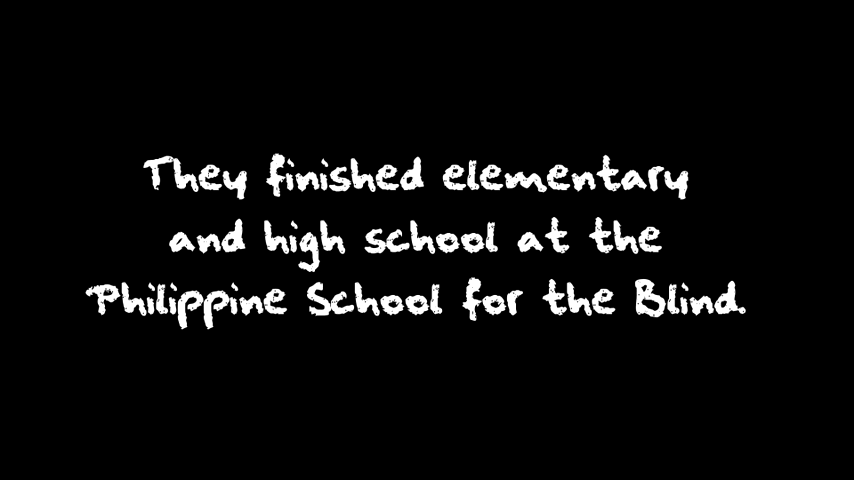 They finished elementary
and high school at the
Philippine School for the Blind.